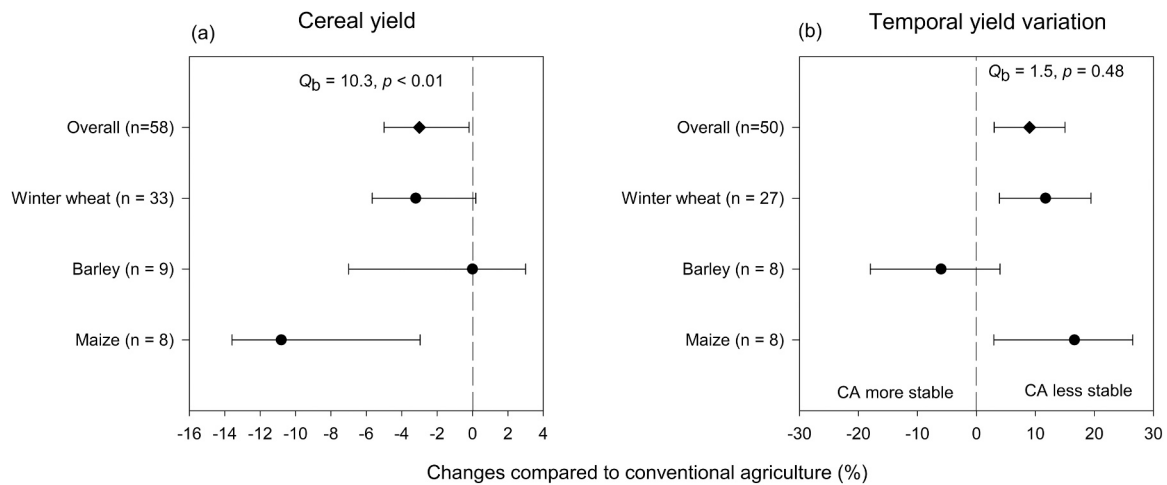 Cereal yield
(a)
Qb = 10.3, p < 0.01
Overall (n=58)
Winter wheat (n = 33)
Barley (n = 9)
Maize (n = 8)
-16 -14 -12 -10 -8 -6 -4 -2 0 2 4
Temporal yield variation
(b)
Qb = 1.5, p = 0.48
Overall (n=50)
Winter wheat (n = 27)
Barley (n = 8)
Maize (n = 8)
CA more stable
CA less stable
-30 -20 -10 0 10 20 30
Changes compared to conventional agriculture (%)